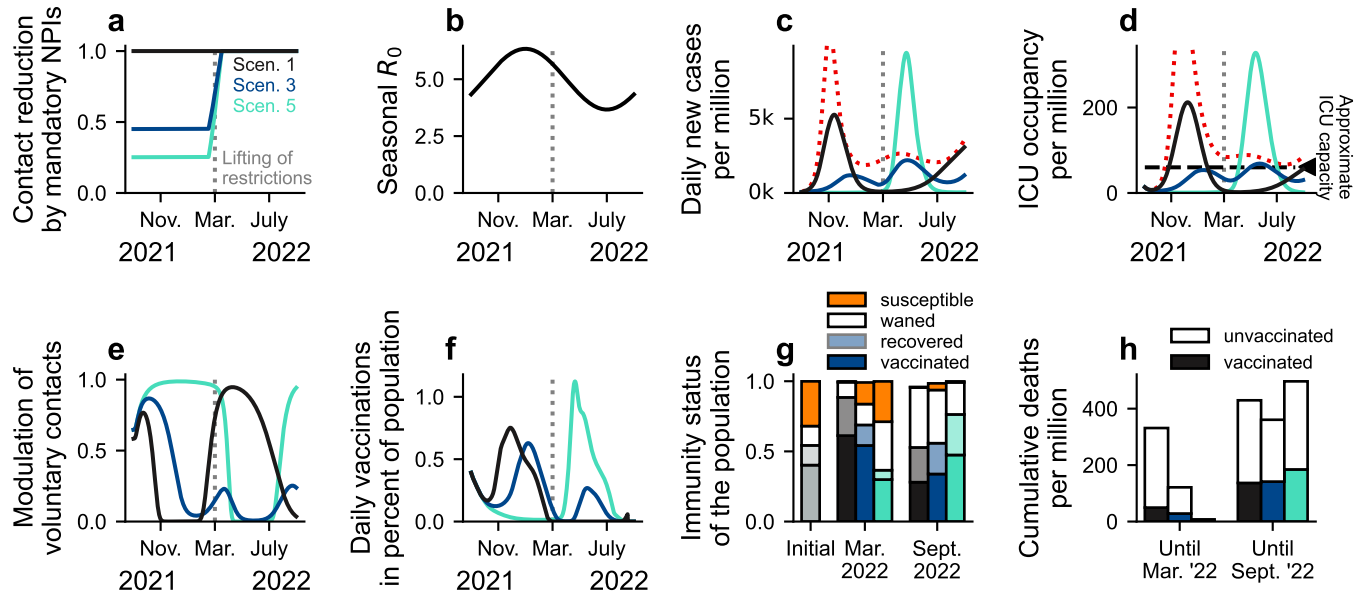 a
Contact reduction
by mandatory NPIs
1.0
0.5
0.0
Scen. 1
Scen. 3
Scen. 5
Lifting of
restrictions
Nov. Mar. July
2021 2022
b
Seasonal R0
5.0
2.5
0.0
Nov. Mar. July
2021 2022
c
Daily new cases
per million
5k
0k
Nov. Mar. July
2021 2022
d
ICU occupancy
per million
200
0
Approximate
ICU capacity
Nov. Mar. July
2021 2022
e
Modulation of
voluntary contacts
1.0
0.5
0.0
Nov. Mar. July
2021 2022
f
Daily vaccinations
in percent of population
1.0
0.5
0.0
Nov. Mar. July
2021 2022
susceptible
waned
recovered
vaccinated
g
Immunity status
of the population
1.0
0.5
0.0
Initial Mar. Sept.
2022 2022
h
unvaccinated
vaccinated
Cumulative deaths
per million
400
200
0
Until Until
Mar. '22 Sept. '22